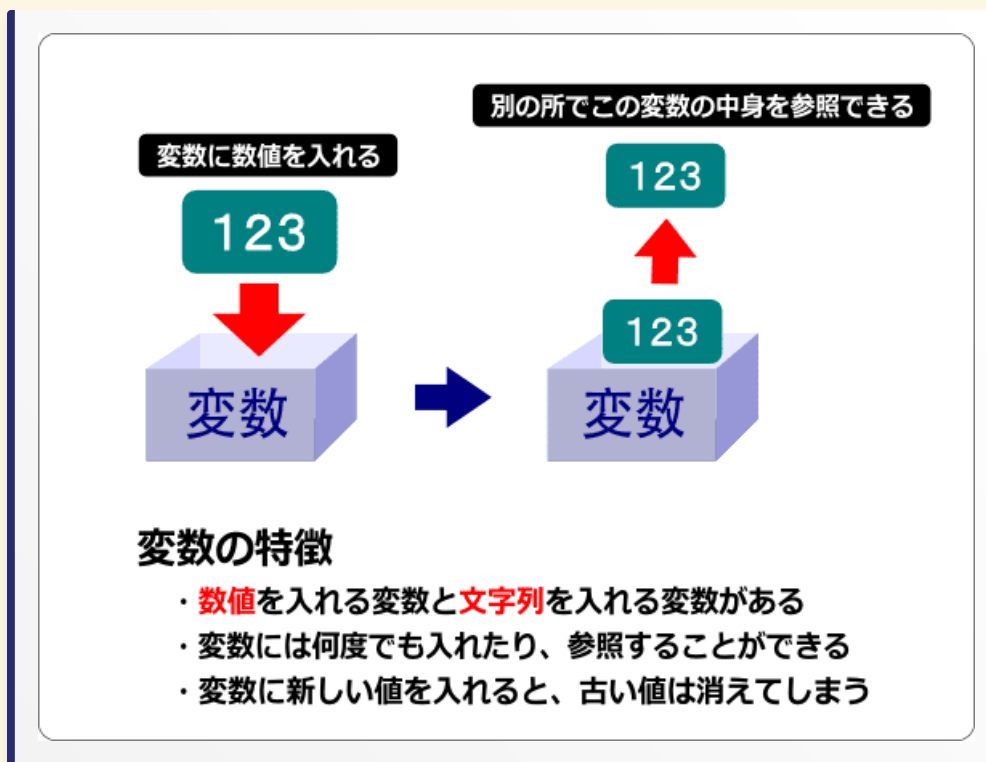 変数に数値を入れる
123
変数
別の所でこの変数の中身を参照できる
123
123
変数
変数の特徴
・数値を入れる変数と文字列を入れる変数がある
・変数には何度でも入れたり、参照することができる
・変数に新しい値を入れると、古い値は消えてしまう